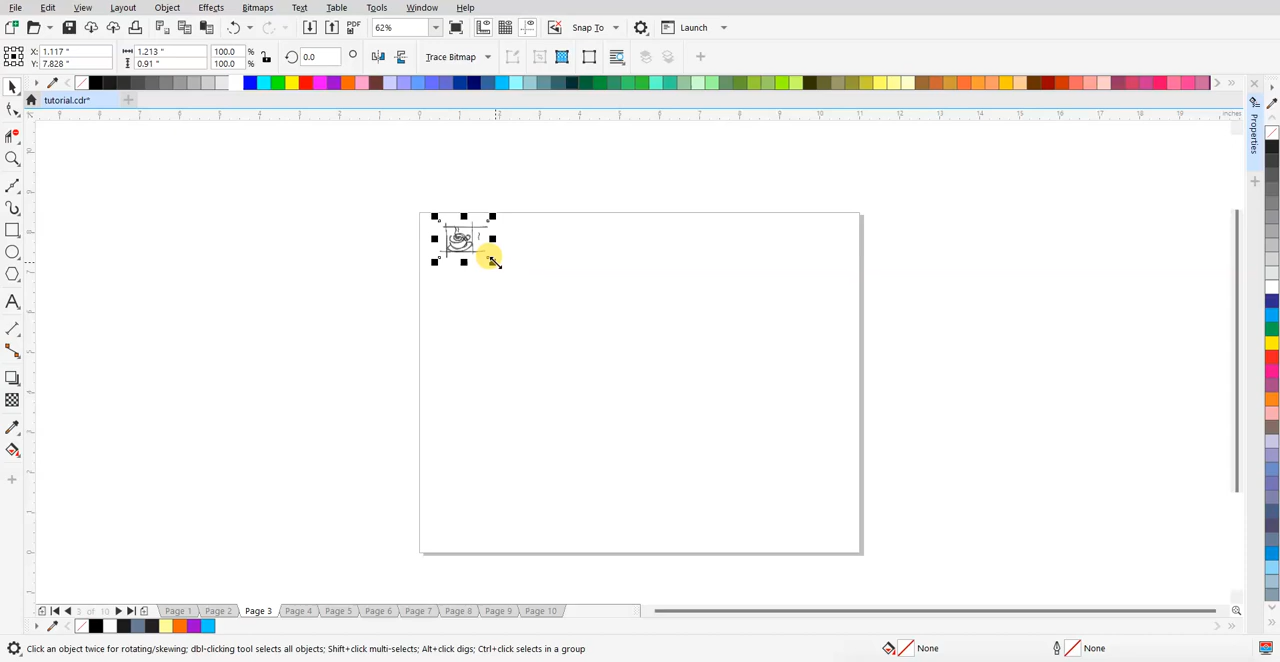 File Edit View Layout Object Effects Bitmaps Text Table Tools Window Help
PDF 62% Snap To Launch
X: 1.117 " 1.213 " 100.0 %
Y: 7.828 " 0.91 " 100.0 %
0.0 Trace Bitmap
tutorial.cdr*
inches
Properties
3 of 10 Page 1 Page 2 Page 3 Page 4 Page 5 Page 6 Page 7 Page 8 Page 9 Page 10
Click an object twice for rotating/skewing; dbl-clicking tool selects all objects; Shift+click multi-selects; Alt+click digs; Ctrl+click selects in a group None None